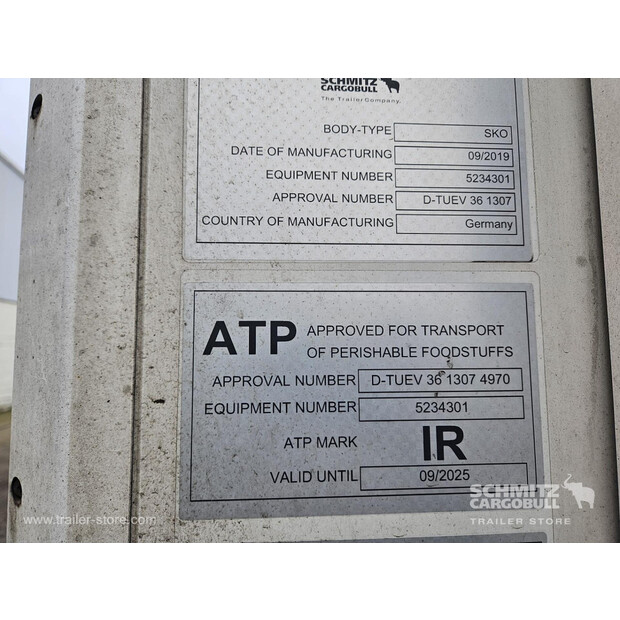 SCHMITZ
CARGOBULL
The TrailerCompany.
BODY-TYPE SKO
DATE OF MANUFACTURING 09/2019
EQUIPMENT NUMBER 5234301
APPROVAL NUMBER D-TUEV 36 1307
COUNTRY OF MANUFACTURING Germany
ATP APPROVED FOR TRANSPORT
OF PERISHABLE FOODSTUFFS
APPROVAL NUMBER D-TUEV 36 1307 4970
EQUIPMENT NUMBER 5234301
ATP MARK IR
VALID UNTIL 09/2025
SCHMITZ
CARGOBULL
TRAILER STORE
www.trailer-store.com